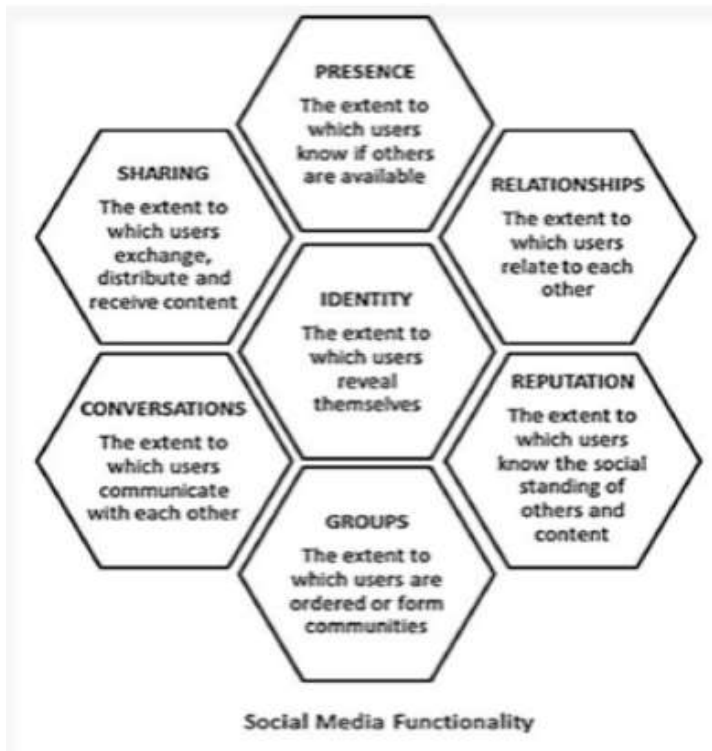 PRESENCE
The extent to
which users
know if others
are available
SHARING
The extent to
which users
exchange,
distribute and
receive content
RELATIONSHIPS
The extent to
which users
relate to each
other
IDENTITY
The extent to
which users
reveal
themselves
CONVERSATIONS
The extent to
which users
communicate
with each other
REPUTATION
The extent to
which users
know the social
standing of
others and
content
GROUPS
The extent to
which users are
ordered or form
communities
Social Media Functionality